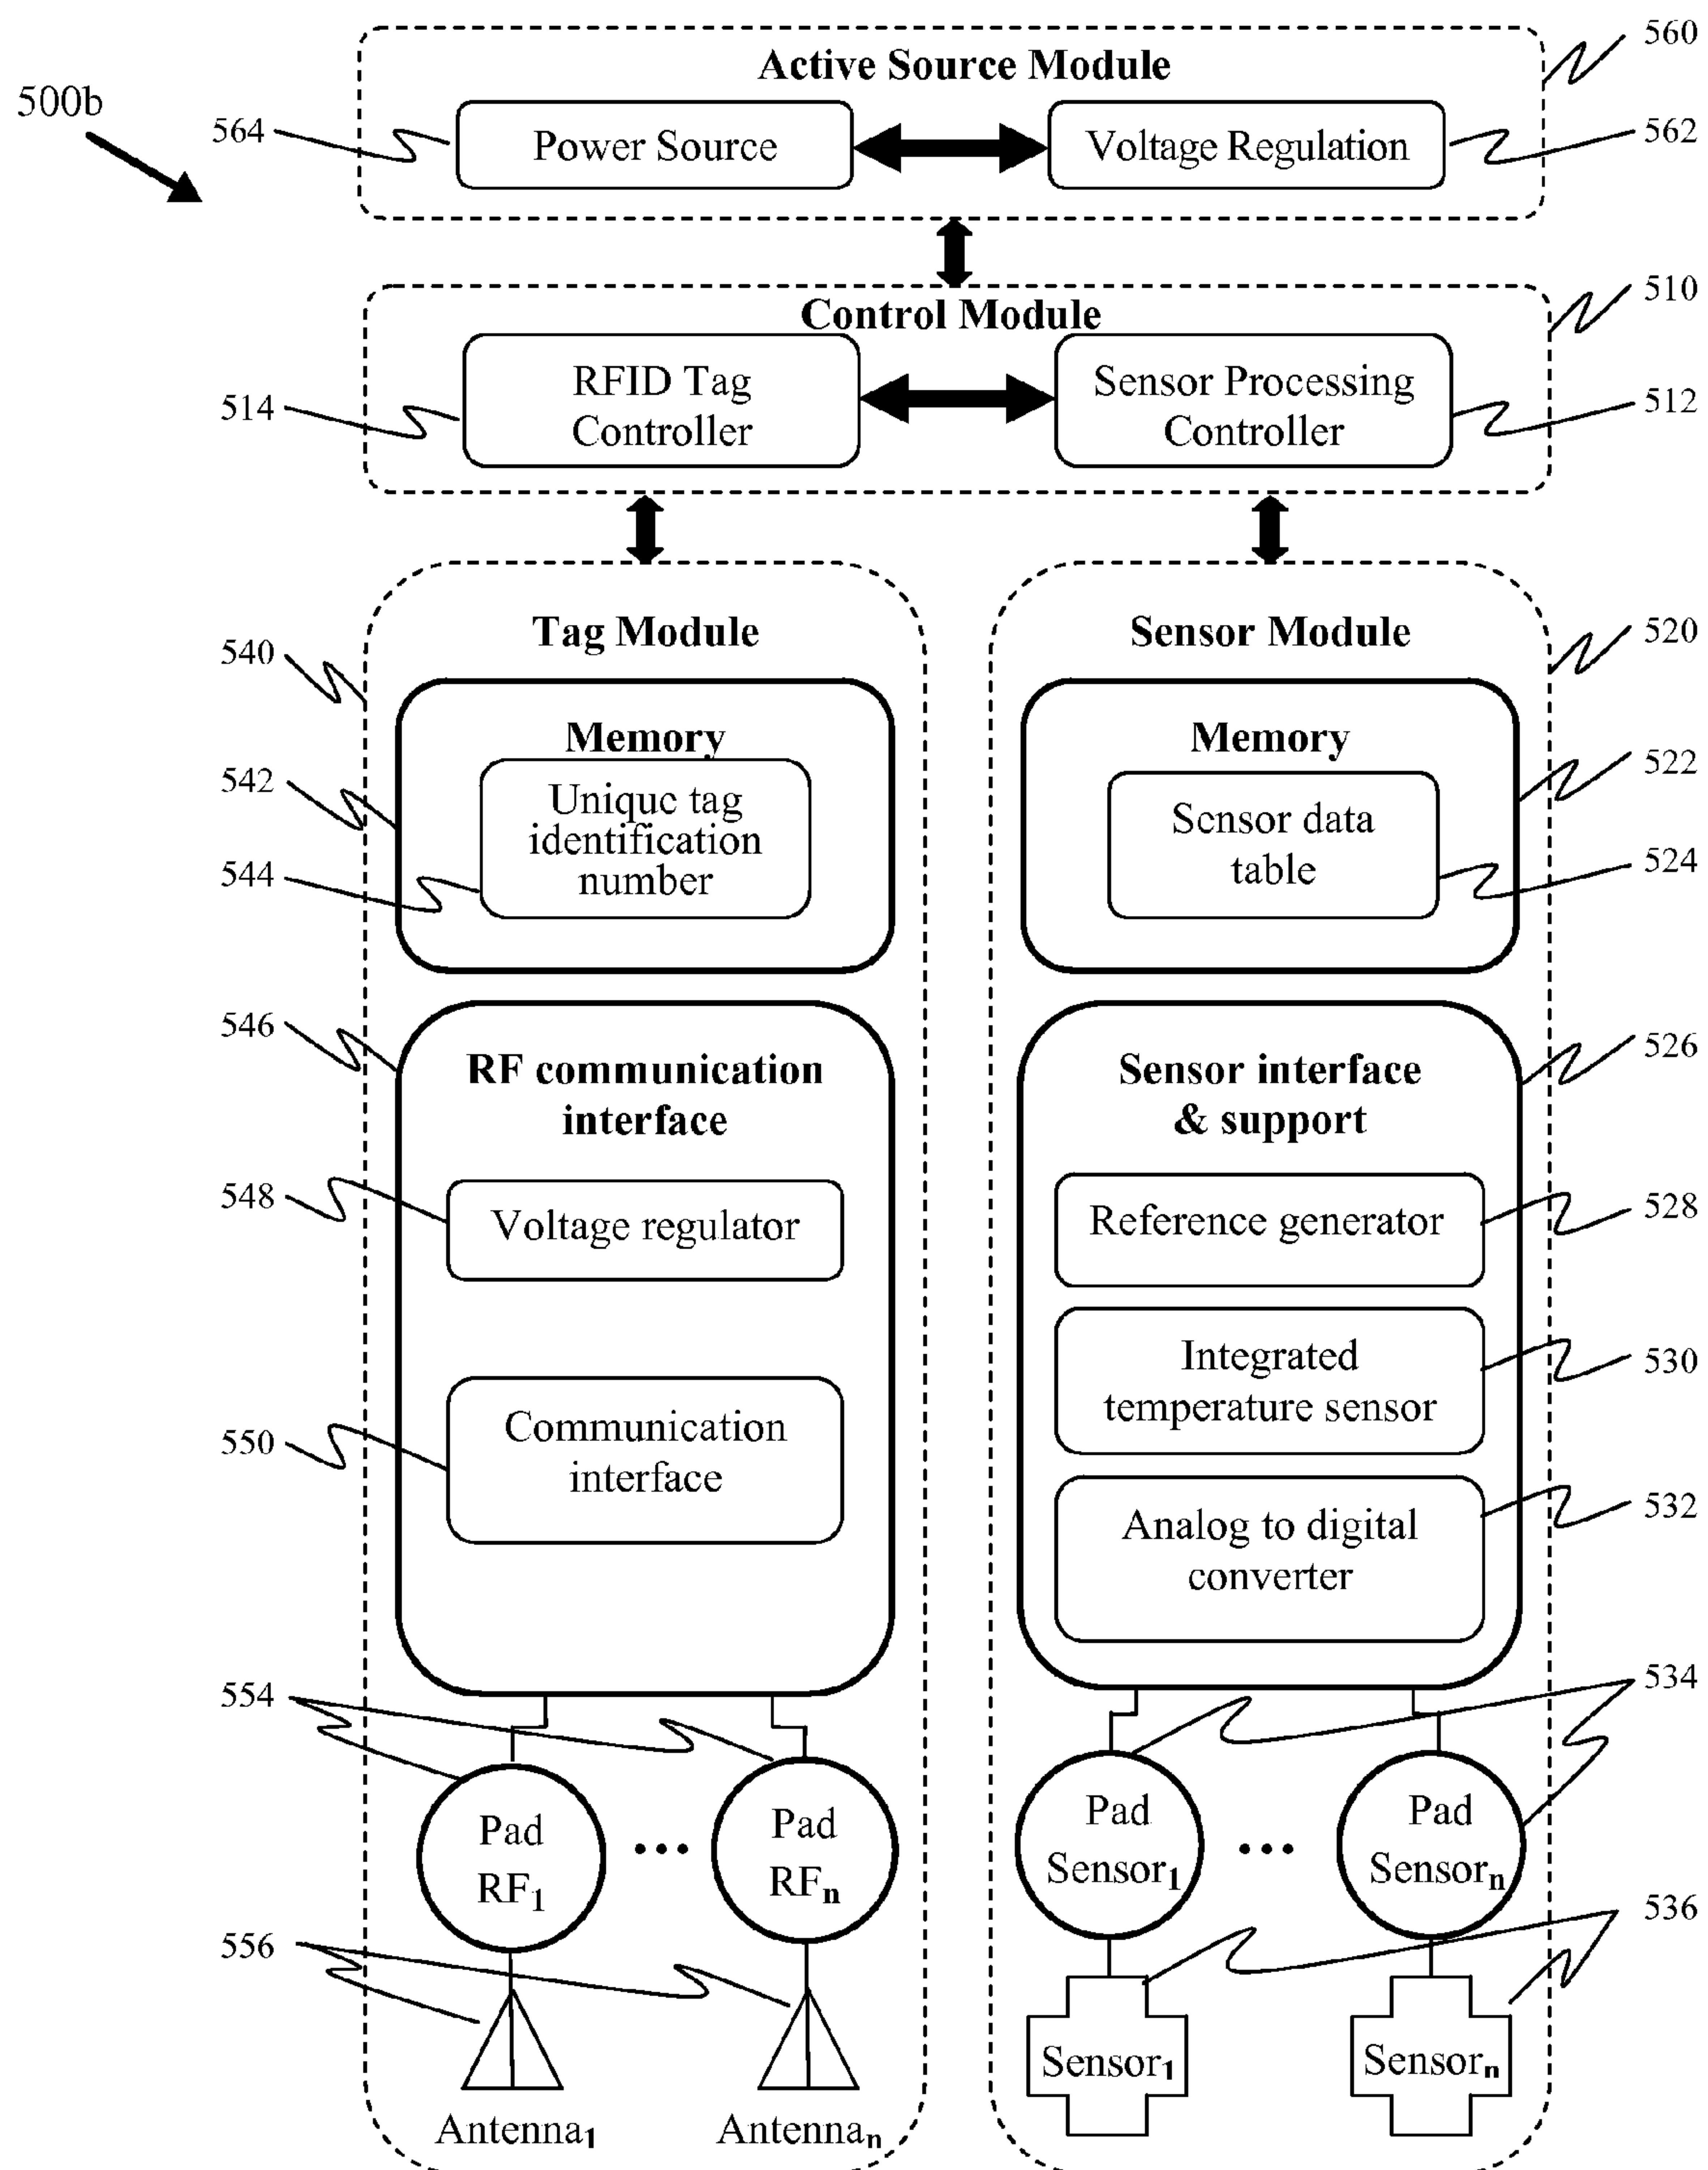 500b
Active Source Module
560
564
Power Source
Voltage Regulation
562
Control Module
510
514
RFID Tag
Controller
Sensor Processing
Controller
512
Tag Module
540
Memory
542
Unique tag
identification
number
544
546
RF communication
interface
548
Voltage regulator
550
Communication
interface
554
Pad
RF1
...
Pad
RFn
556
Antenna1
Antennan
Sensor Module
520
Memory
522
Sensor data
table
524
Sensor interface
& support
526
Reference generator
528
Integrated
temperature sensor
530
Analog to digital
converter
532
534
Pad
Sensor1
...
Pad
Sensorn
536
Sensor1
Sensorn